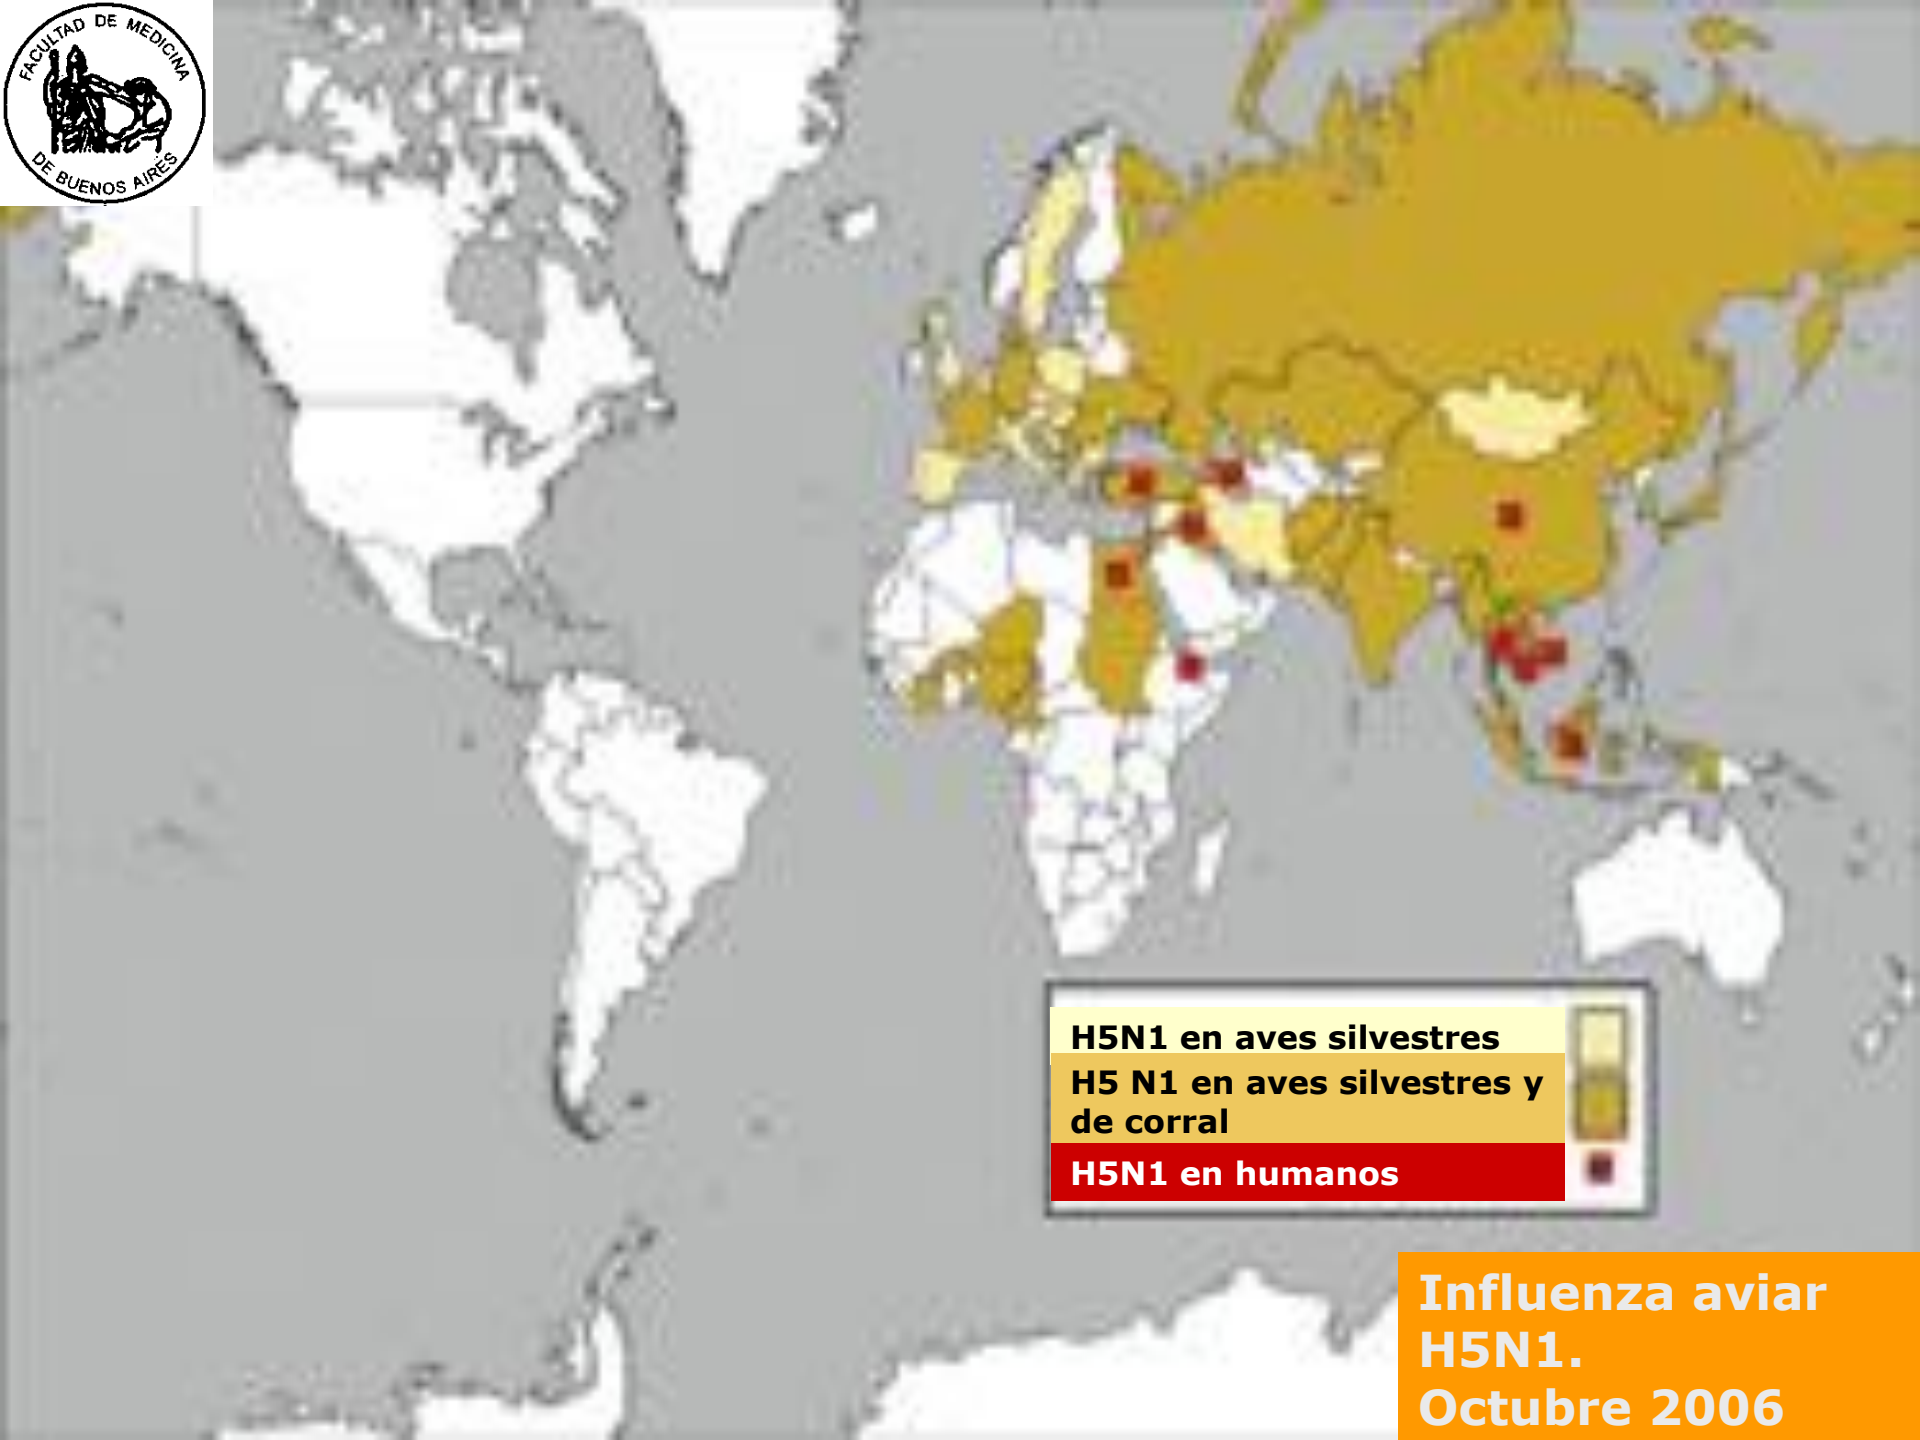 FACULTAD DE MEDICINA
DE BUENOS AIRES
H5N1 en aves silvestres
H5 N1 en aves silvestres y
de corral
H5N1 en humanos
Influenza aviar
H5N1.
Octubre 2006